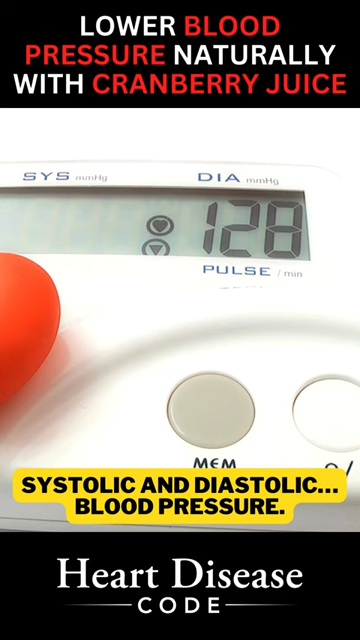 LOWER BLOOD
PRESSURE NATURALLY
WITH CRANBERRY JUICE
SYS mmHg
DIA mmHg
128
PULSE / min
MEM
SYSTOLIC AND DIASTOLIC...
BLOOD PRESSURE.
Heart Disease
CODE